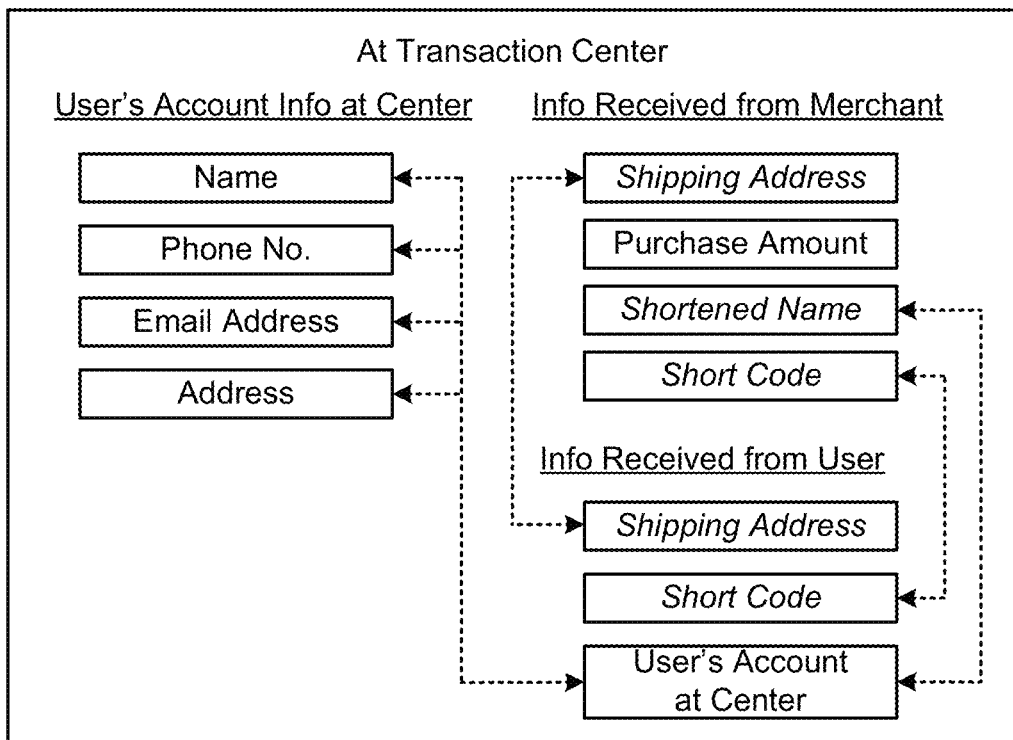 At Transaction Center
User's Account Info at Center
Name
Phone No.
Email Address
Address
Info Received from Merchant
Shipping Address
Purchase Amount
Shortened Name
Short Code
Info Received from User
Shipping Address
Short Code
User's Account
at Center